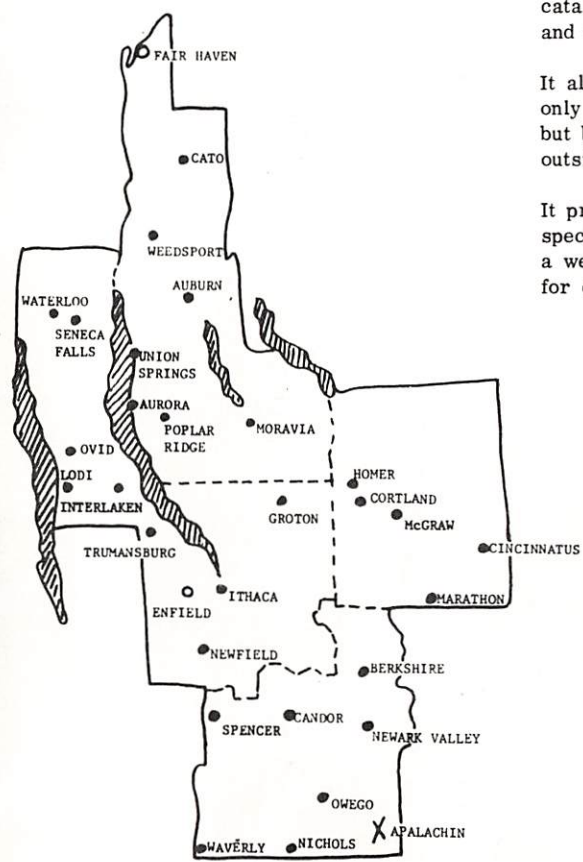 cata
and
It al
only
but b
outs
It pr
spec
a we
for
FAIR HAVEN
CATO
WEEDSPORT
AUBURN
WATERLOO
SENECA
FALLS
UNION
SPRINGS
AURORA
POPLAR
RIDGE
MORAVIA
OVID
LODI
INTERLAKEN
HOMER
CORTLAND
McGRAW
GROTON
TRUMANSBURG
CINCINNATUS
ITHACA
ENFIELD
MARATHON
NEWFIELD
BERKSHIRE
SPENCER
CANDOR
NEWARK VALLEY
OWEGO
APALACHIN
WAVERLY
NICHOLS